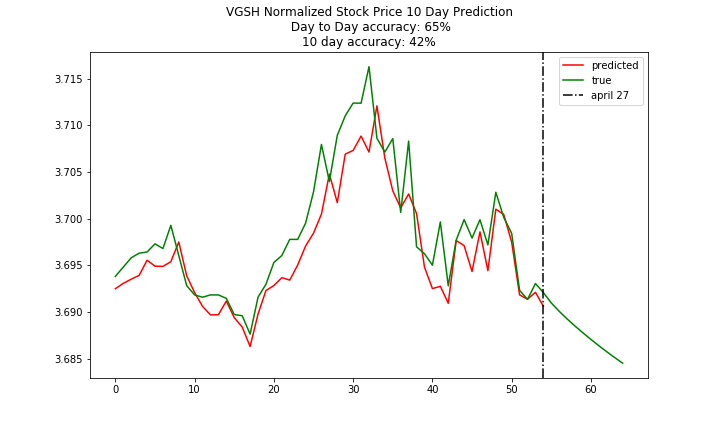 VGSH Normalized Stock Price 10 Day Prediction
Day to Day accuracy: 65%
10 day accuracy: 42%
predicted
true
april 27
3.715
3.710
3.705
3.700
3.695
3.690
3.685
0 10 20 30 40 50 60